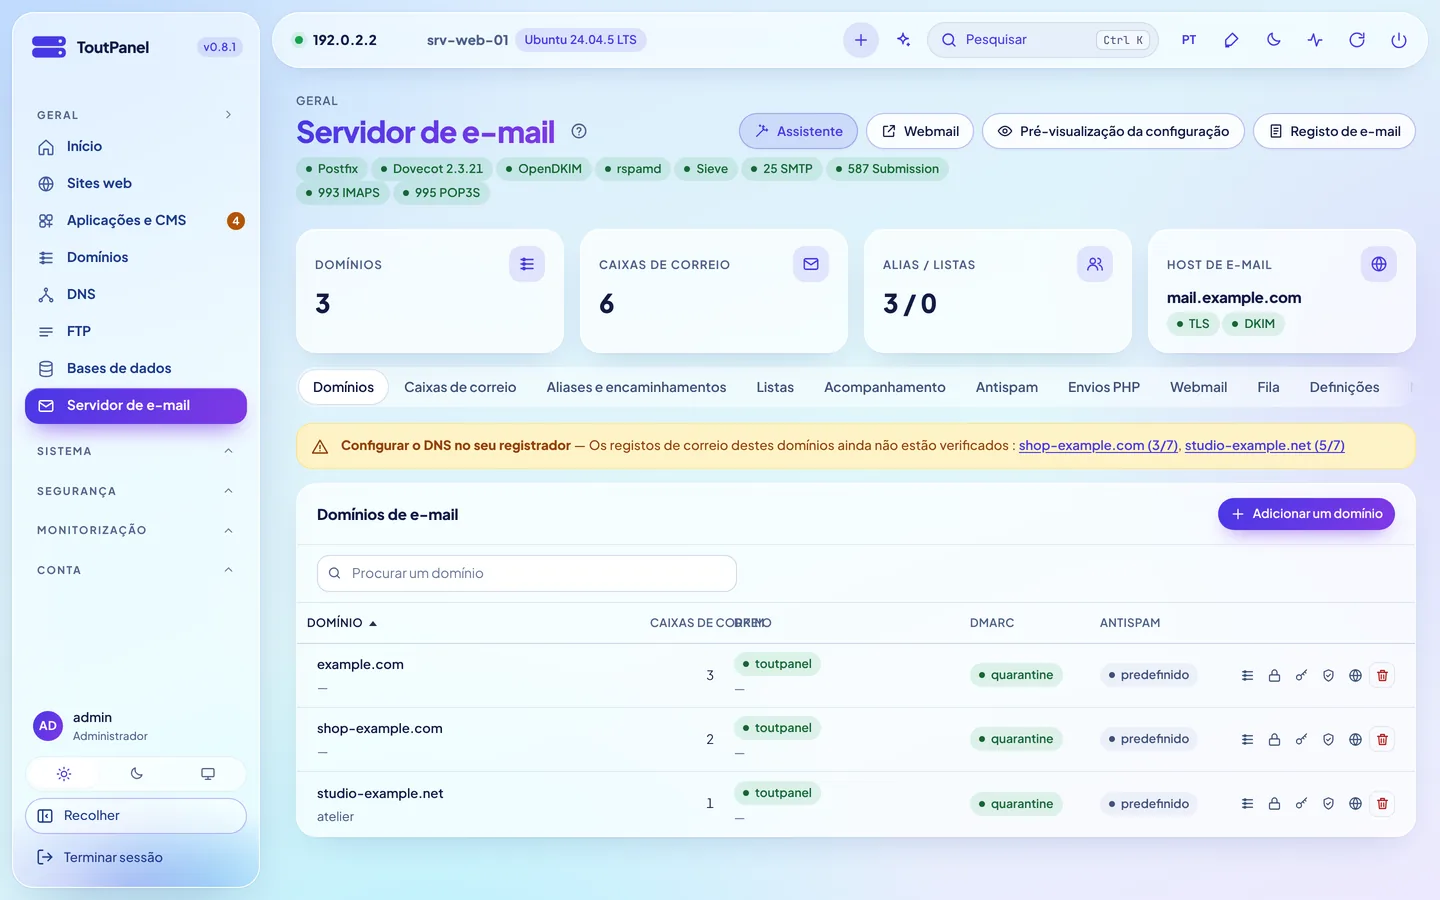 ToutPanel
v0.8.1
GERAL
Início
Sites web
Aplicações e CMS
4
Domínios
DNS
FTP
Bases de dados
Servidor de e-mail
SISTEMA
SEGURANÇA
MONITORIZAÇÃO
CONTA
AD
admin
Administrador
Recolher
Terminar sessão
192.0.2.2
srv-web-01
Ubuntu 24.04.5 LTS
Pesquisar
Ctrl K
PT
GERAL
Servidor de e-mail
Assistente
Webmail
Pré-visualização da configuração
Registo de e-mail
Postfix
Dovecot 2.3.21
OpenDKIM
rspamd
Sieve
25 SMTP
587 Submission
993 IMAPS
995 POP3S
DOMÍNIOS
3
CAIXAS DE CORREIO
6
ALIAS / LISTAS
3 / 0
HOST DE E-MAIL
mail.example.com
TLS
DKIM
Domínios
Caixas de correio
Aliases e encaminhamentos
Listas
Acompanhamento
Antispam
Envios PHP
Webmail
Fila
Definições
Configurar o DNS no seu registrador — Os registos de correio destes domínios ainda não estão verificados : shop-example.com (3/7), studio-example.net (5/7)
Domínios de e-mail
Adicionar um domínio
Procurar um domínio
DOMÍNIO
CAIXAS DE CORREIO
DKIM
DMARC
ANTISPAM
example.com
—
3
toutpanel
—
quarantine
predefinido
shop-example.com
—
2
toutpanel
—
quarantine
predefinido
studio-example.net
atelier
1
toutpanel
—
quarantine
predefinido